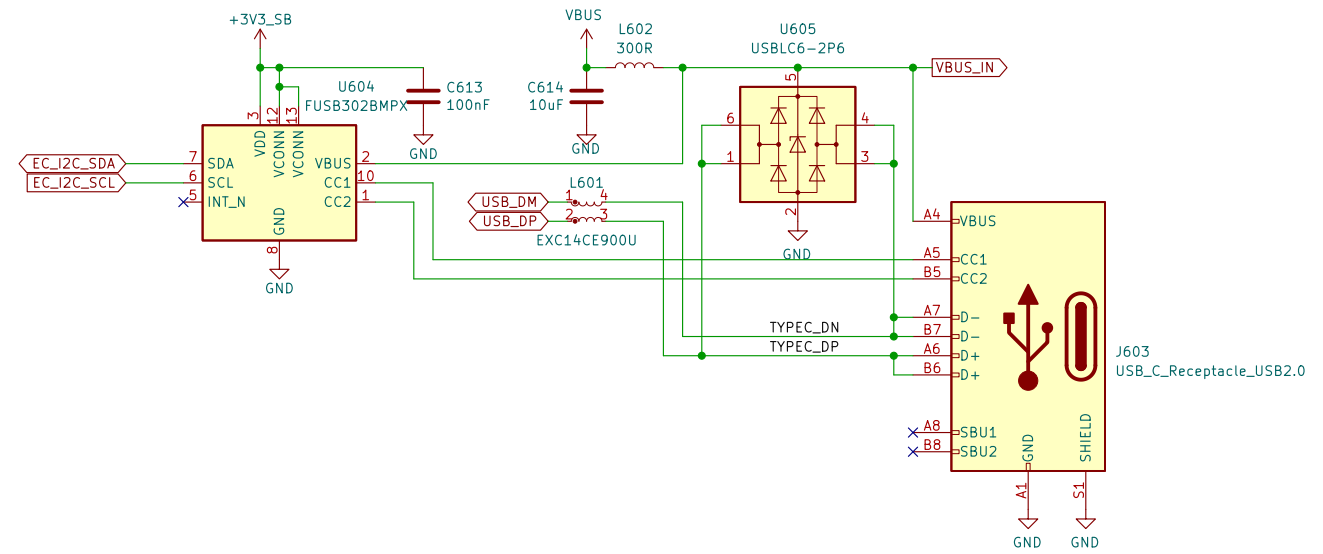 +3V3_SB
VBUS
L602
300R
U605
USBLC6-2P6
VBUS_IN
U604
FUSB302BMPX
C613
100nF
GND
C614
10uF
GND
5
6
1
4
3
2
GND
3
12
13
VDD
VCONN
VCONN
EC_I2C_SDA
7
SDA
EC_I2C_SCL
6
SCL
5
INT_N
VBUS
2
CC1
10
CC2
1
GND
8
GND
L601
USB_DM
1
4
USB_DP
2
3
EXC14CE900U
TYPEC_DN
TYPEC_DP
A4
VBUS
A5
CC1
B5
CC2
A7
D-
B7
D-
A6
D+
B6
D+
A8
SBU1
B8
SBU2
GND
SHIELD
A1
S1
GND
GND
J603
USB_C_Receptacle_USB2.0